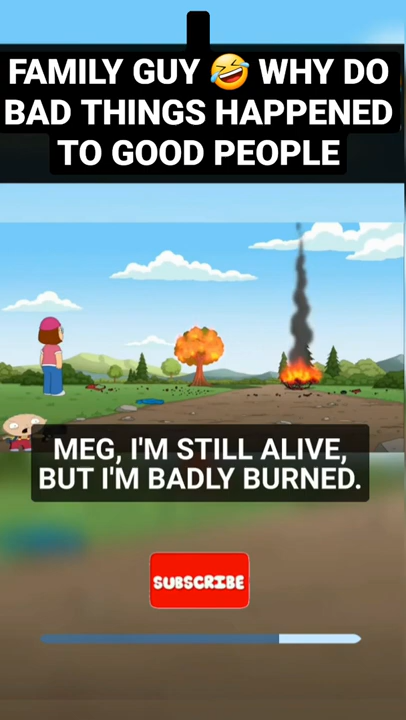 FAMILY GUY 🤣 WHY DO
BAD THINGS HAPPENED
TO GOOD PEOPLE
MEG, I'M STILL ALIVE,
BUT I'M BADLY BURNED.
SUBSCRIBE